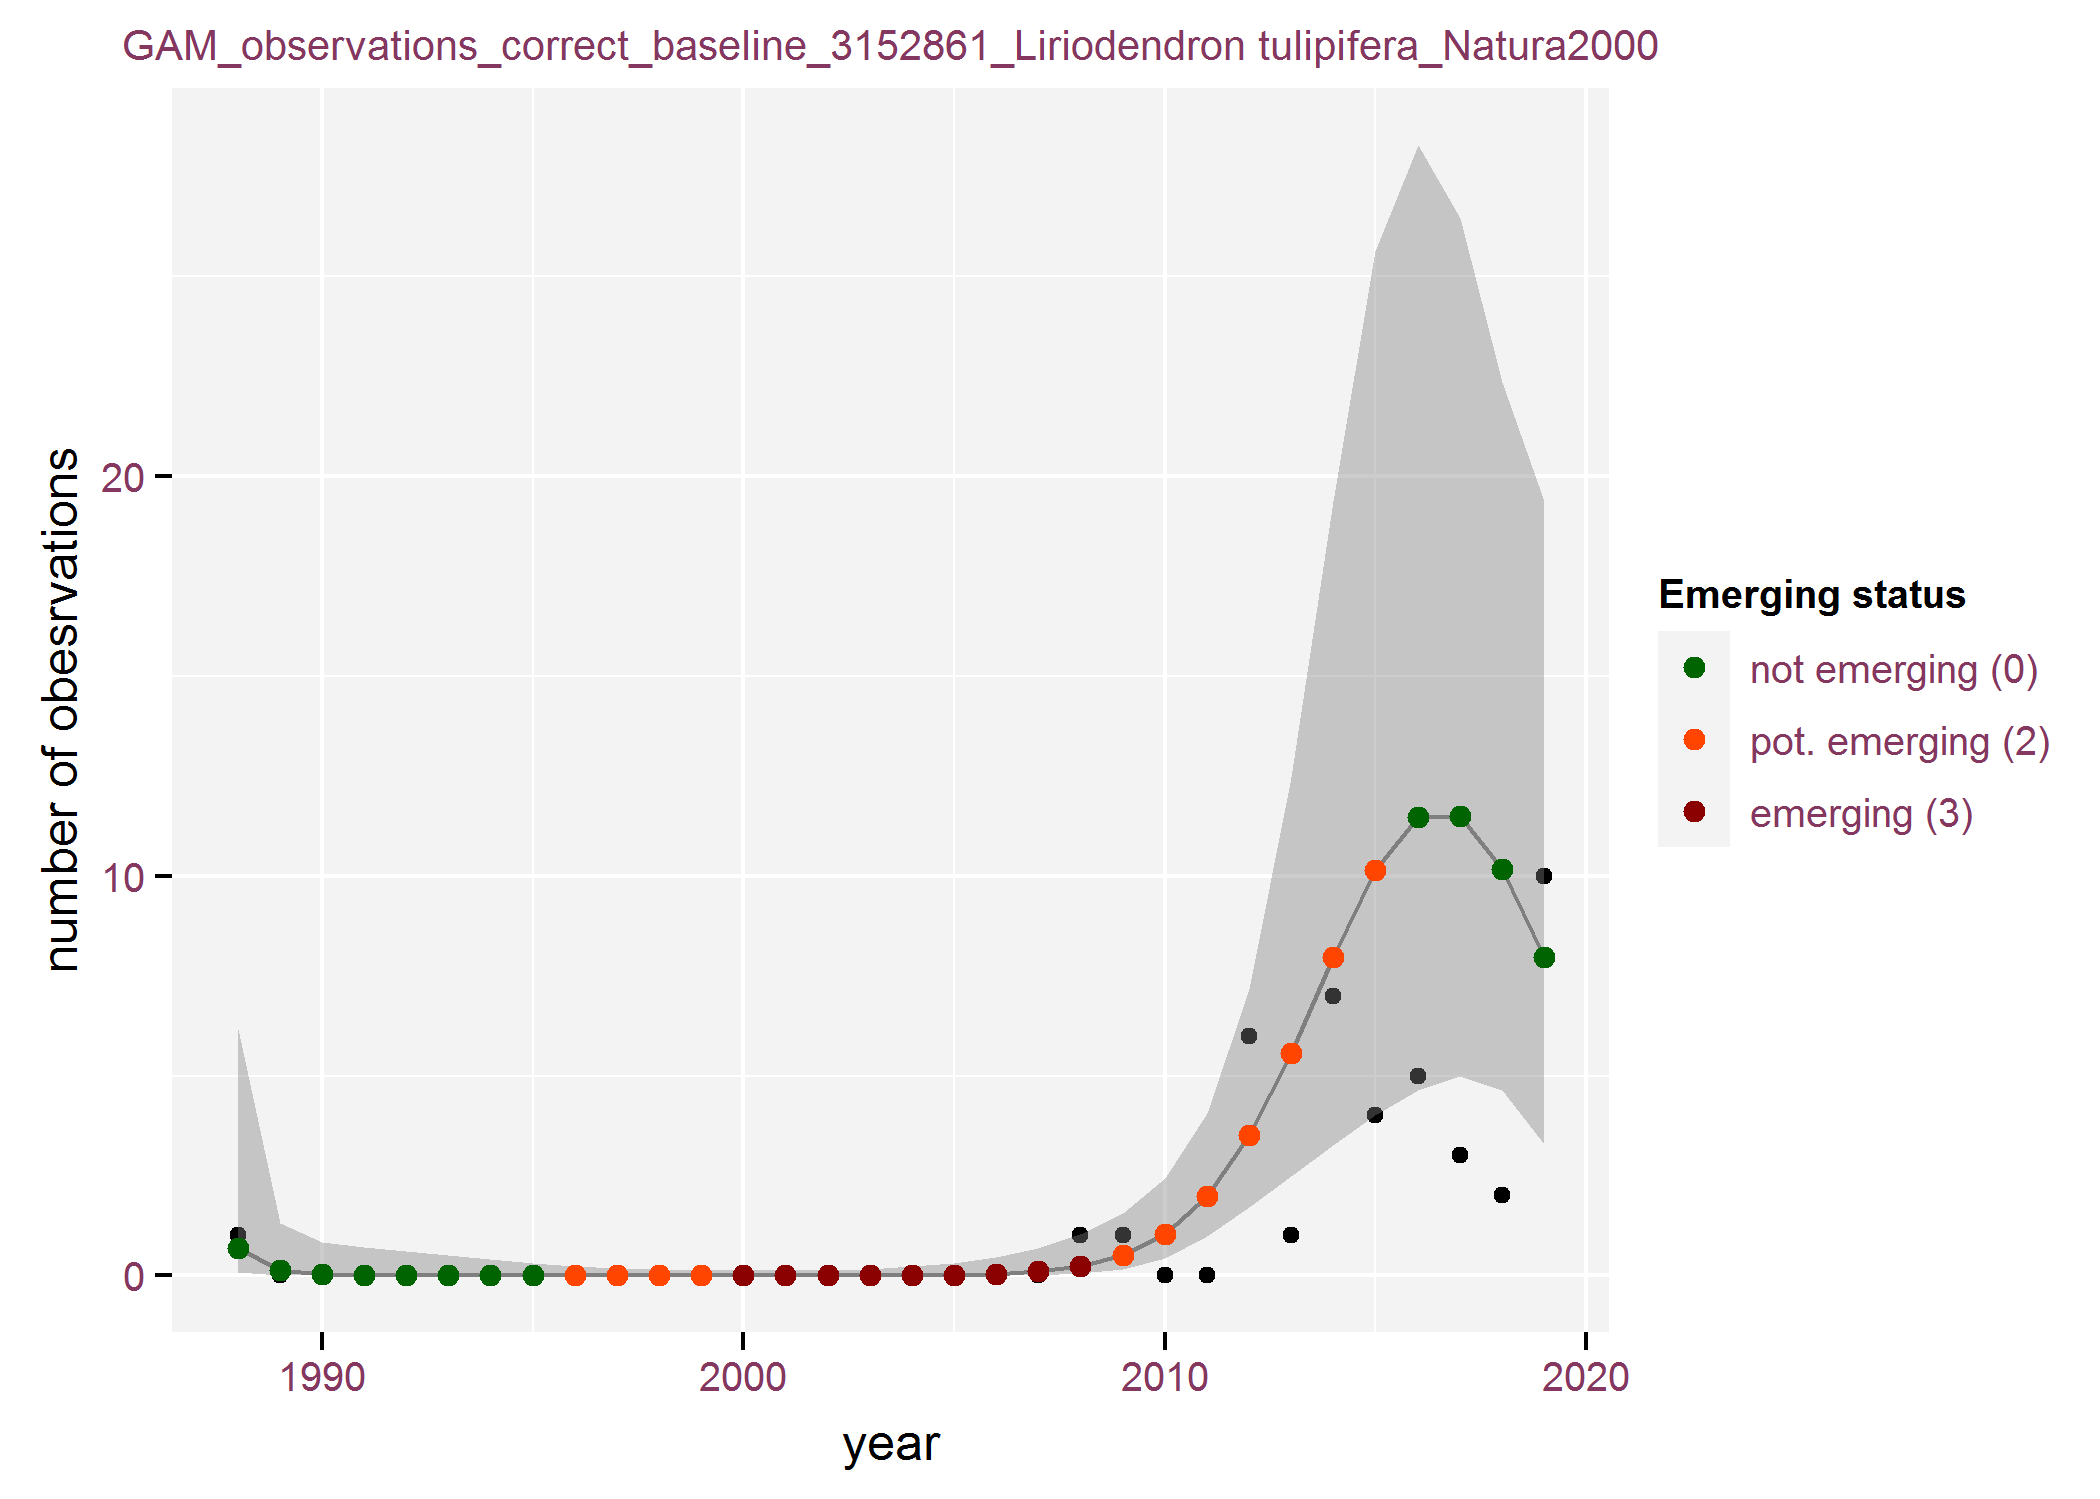 GAM_observations_correct_baseline_3152861_Liriodendron tulipifera_Natura2000
number of obesrvations
20
10
0
1990
2000
2010
2020
year
Emerging status
not emerging (0)
pot. emerging (2)
emerging (3)